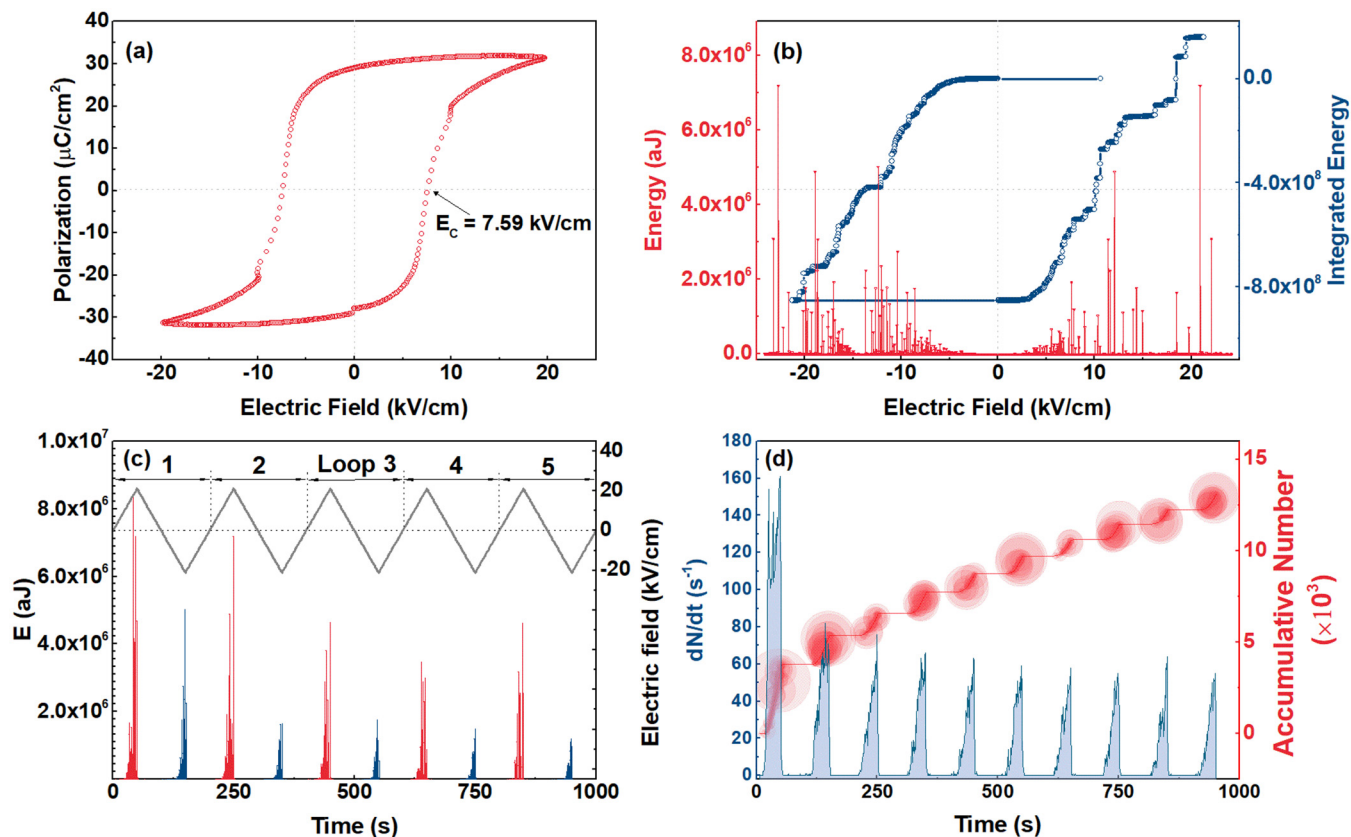 (a)
40
30
20
10
0
-10
-20
-30
-40
Polarization (μC/cm²)
E_C = 7.59 kV/cm
-20 -10 0 10 20
Electric Field (kV/cm)
(b)
8.0x10⁶
6.0x10⁶
4.0x10⁶
2.0x10⁶
0.0
Energy (aJ)
0.0
-4.0x10⁸
-8.0x10⁸
Integrated Energy
-20 -10 0 10 20
Electric Field (kV/cm)
(c)
1 2 Loop 3 4 5
1.0x10⁷
8.0x10⁶
6.0x10⁶
4.0x10⁶
2.0x10⁶
E (aJ)
40
20
0
-20
Electric field (kV/cm)
0 250 500 750 1000
Time (s)
(d)
180
160
140
120
100
80
60
40
20
0
dN/dt (s⁻¹)
15
10
5
0
Accumulative Number
(×10³)
0 250 500 750 1000
Time (s)